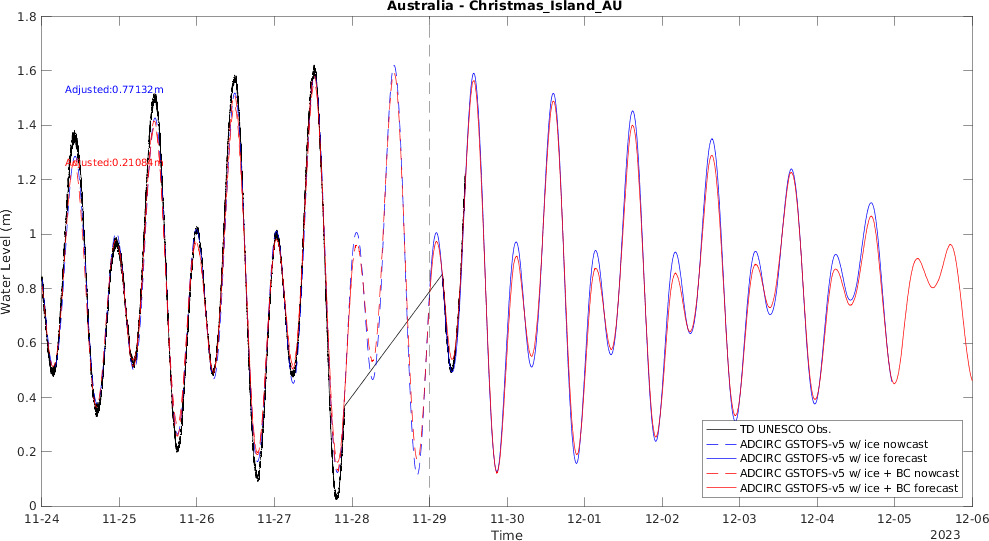 Australia - Christmas_Island_AU
1.8
1.6
1.4
1.2
1
0.8
0.6
0.4
0.2
0
Water Level (m)
Adjusted:0.77132m
Adjusted:0.21084m
TD UNESCO Obs.
ADCIRC GSTOFS-v5 w/ ice nowcast
ADCIRC GSTOFS-v5 w/ ice forecast
ADCIRC GSTOFS-v5 w/ ice + BC nowcast
ADCIRC GSTOFS-v5 w/ ice + BC forecast
11-24 11-25 11-26 11-27 11-28 11-29 11-30 12-01 12-02 12-03 12-04 12-05 12-06
Time
2023